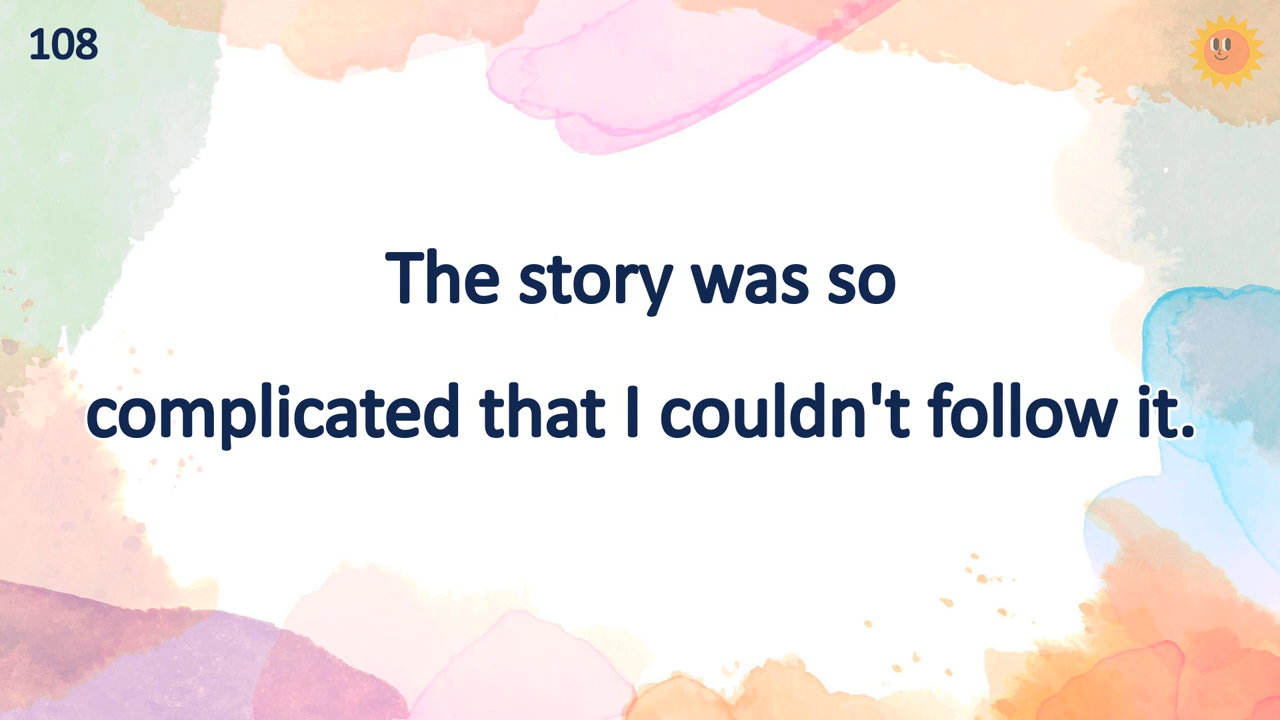 108
The story was so
complicated that I couldn't follow it.